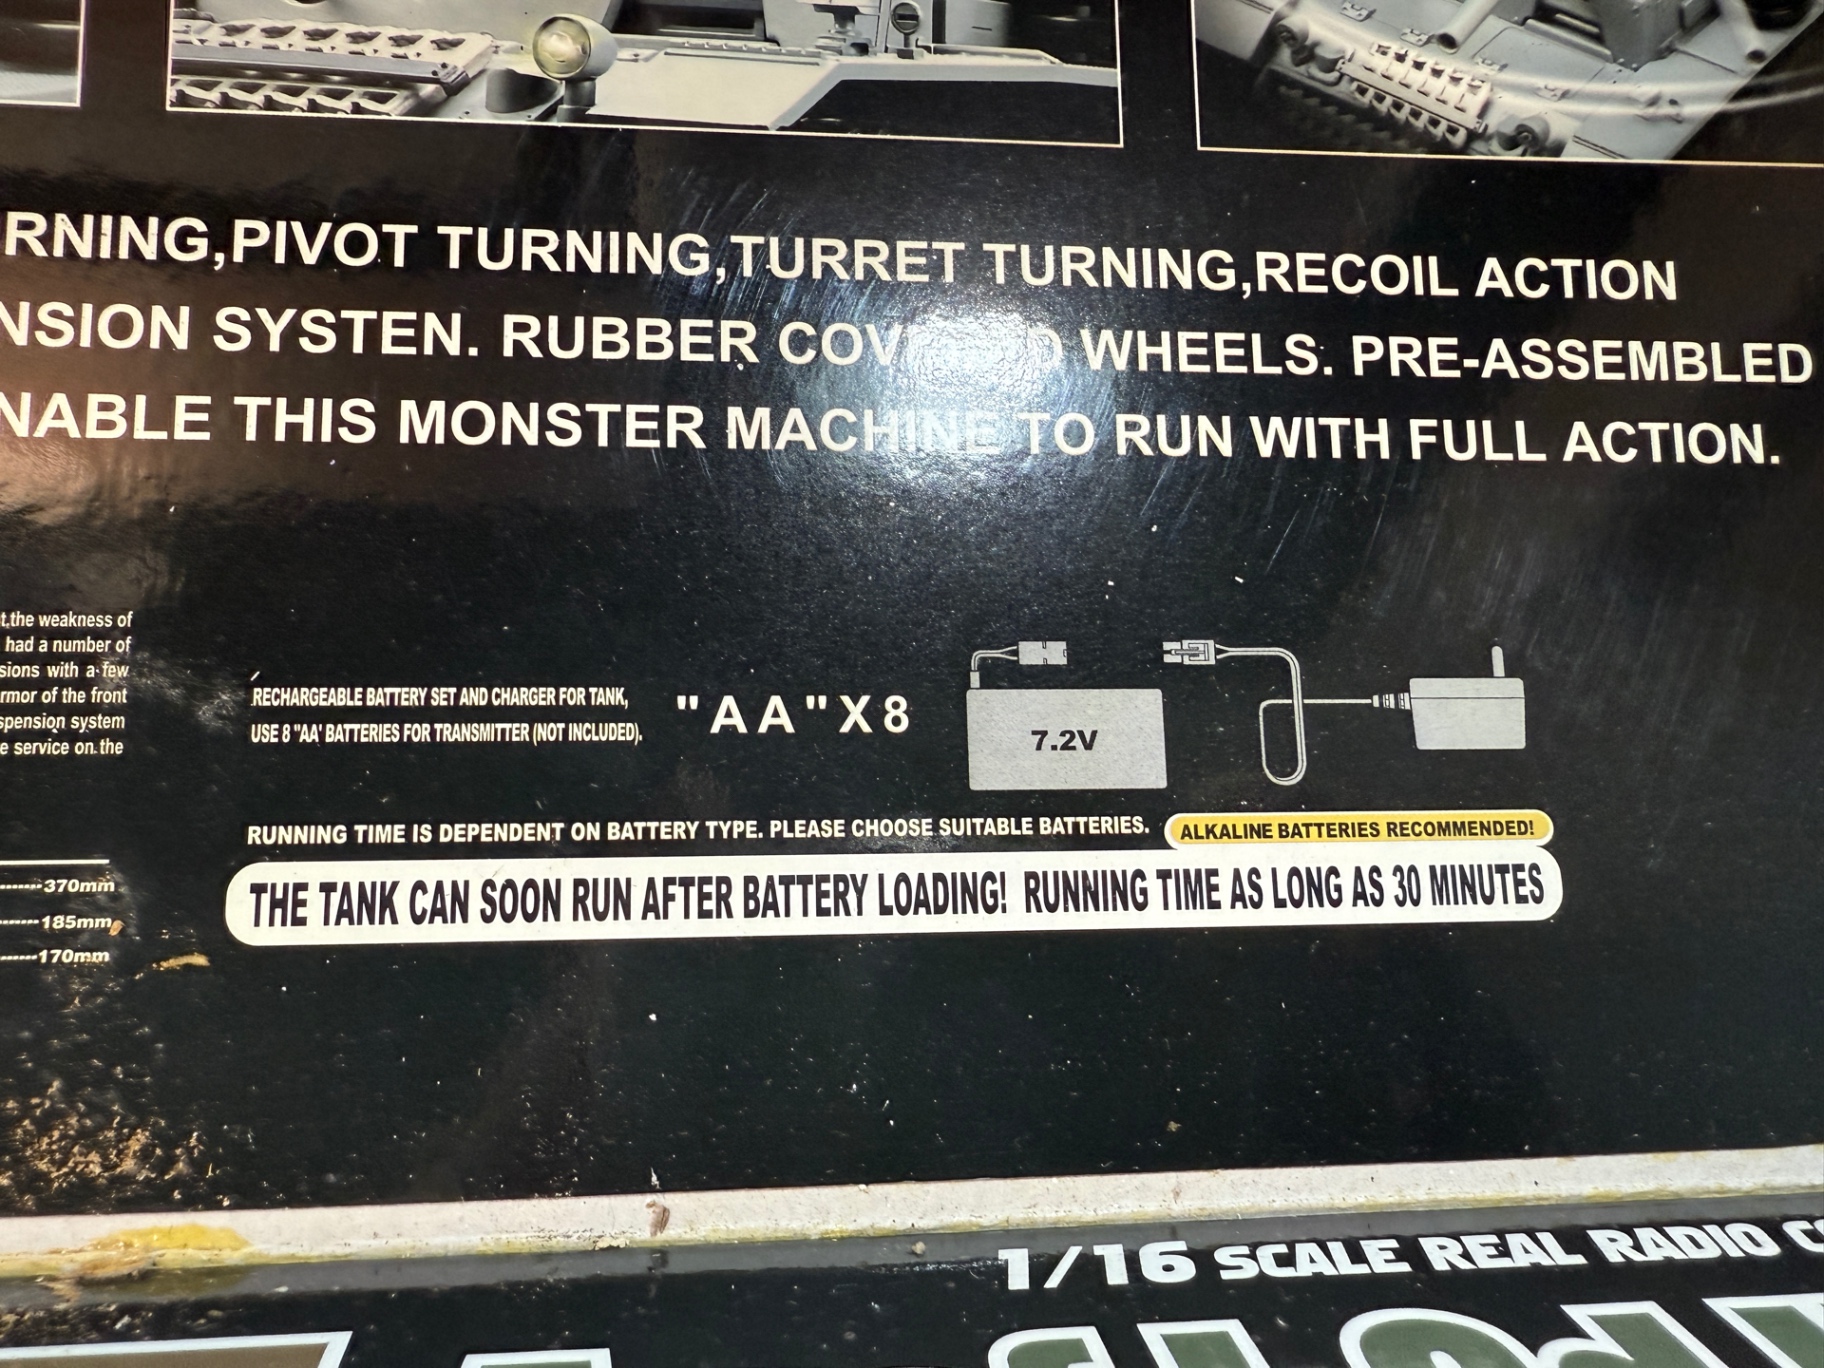 RNING,PIVOT TURNING,TURRET TURNING,RECOIL ACTION
NSION SYSTEN. RUBBER WHEELS. PRE-ASSEMBLED
NABLE THIS MONSTER MACHINE TO RUN WITH FULL ACTION.
t,the weakness of
had a number of
sions with a few
rmor of the front
spension system
e service on the
RECHARGEABLE BATTERY SET AND CHARGER FOR TANK,
USE 8 "AA' BATTERIES FOR TRANSMITTER (NOT INCLUDED).
"AA"X8
7.2V
RUNNING TIME IS DEPENDENT ON BATTERY TYPE. PLEASE CHOOSE SUITABLE BATTERIES.
ALKALINE BATTERIES RECOMMENDED!
THE TANK CAN SOON RUN AFTER BATTERY LOADING! RUNNING TIME AS LONG AS 30 MINUTES
370mm
185mm
170mm
1/16 SCALE REAL RADIO C